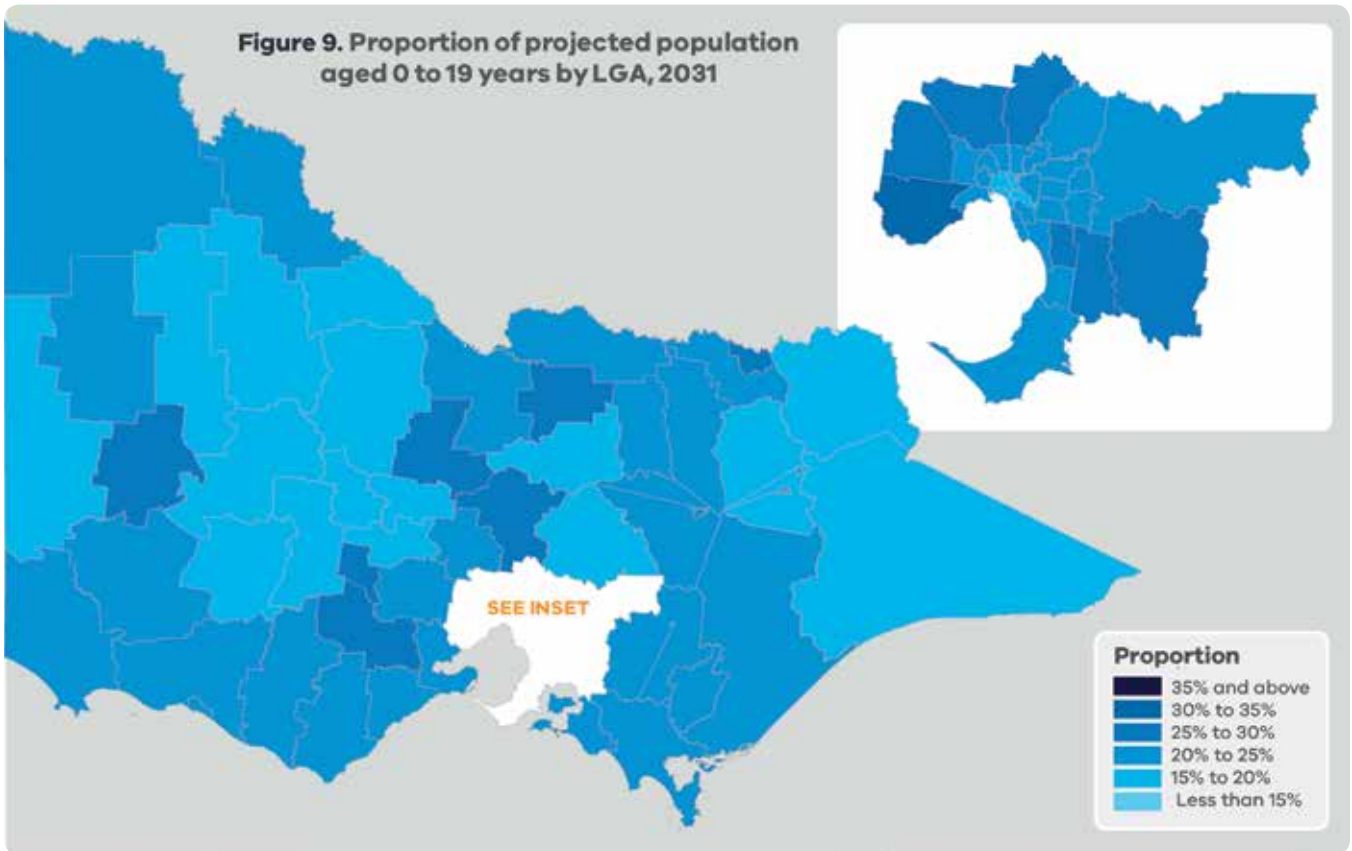 Figure 9. Proportion of projected population
aged 0 to 19 years by LGA, 2031
SEE INSET
Proportion
35% and above
30% to 35%
25% to 30%
20% to 25%
15% to 20%
Less than 15%